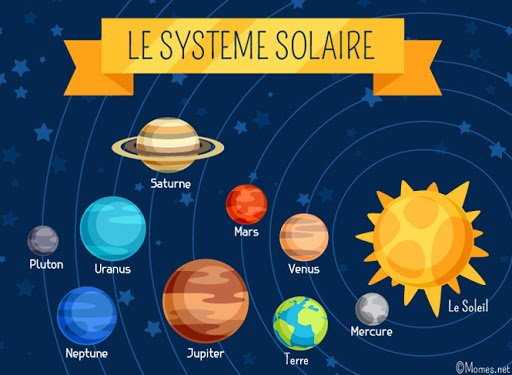 LE SYSTEME SOLAIRE
Saturne
Mars
Pluton
Uranus
Venus
Le Soleil
Mercure
Neptune
Jupiter
Terre
©Momes.net